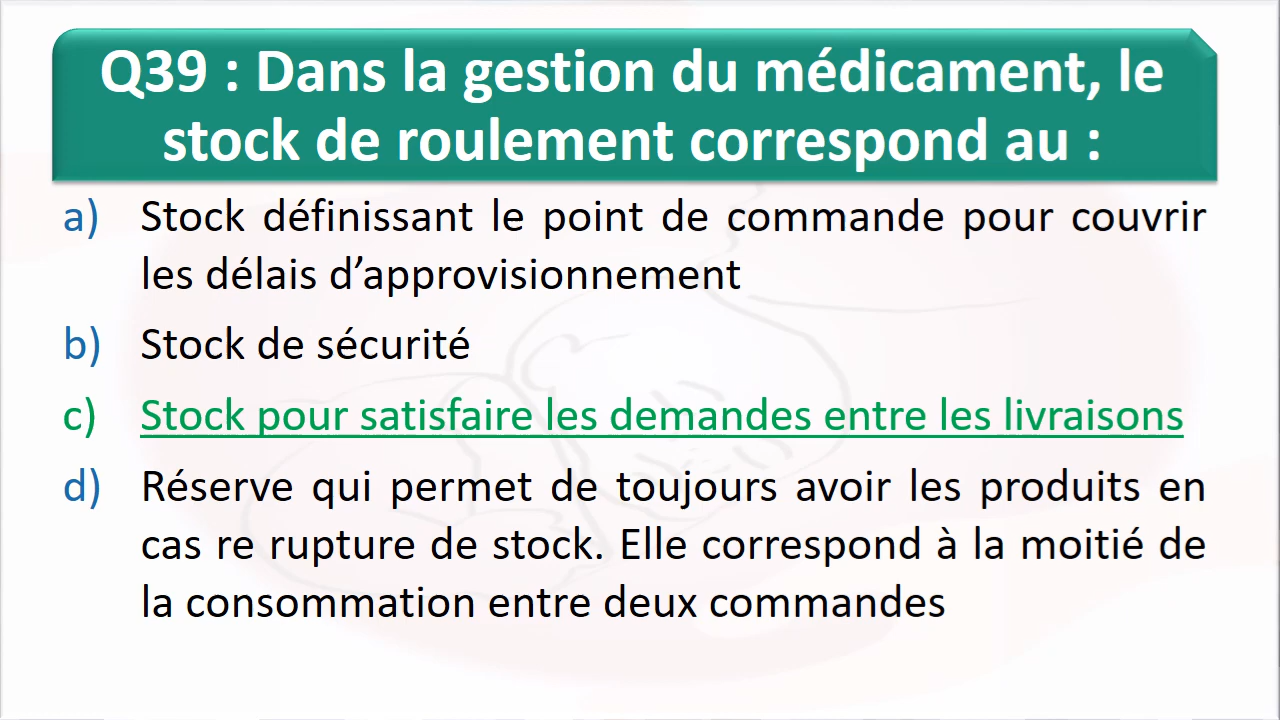 Q39 : Dans la gestion du médicament, le
stock de roulement correspond au :
a) Stock définissant le point de commande pour couvrir
les délais d’approvisionnement
b) Stock de sécurité
c) Stock pour satisfaire les demandes entre les livraisons
d) Réserve qui permet de toujours avoir les produits en
cas re rupture de stock. Elle correspond à la moitié de
la consommation entre deux commandes